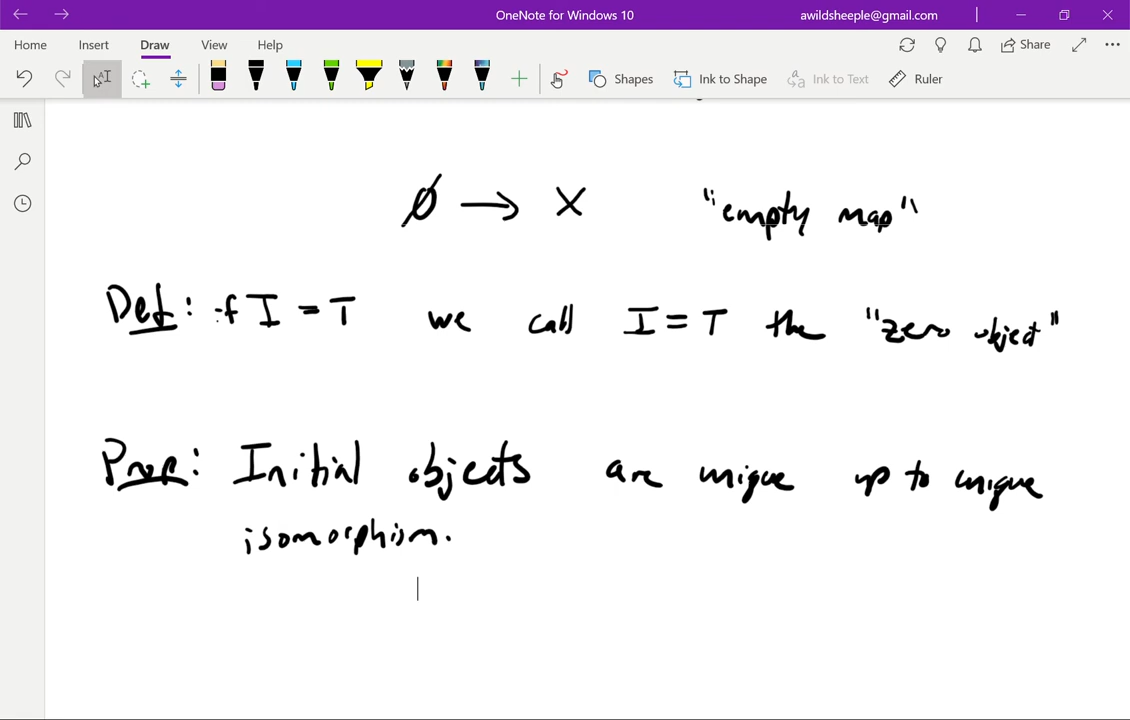 OneNote for Windows 10
awildsheeple@gmail.com
Home Insert Draw View Help
Share
Shapes Ink to Shape Ink to Text Ruler
∅ → X "empty map"
Def: if I = T we call I = T the "zero object"
Prop: Initial objects are unique up to unique
isomorphism.